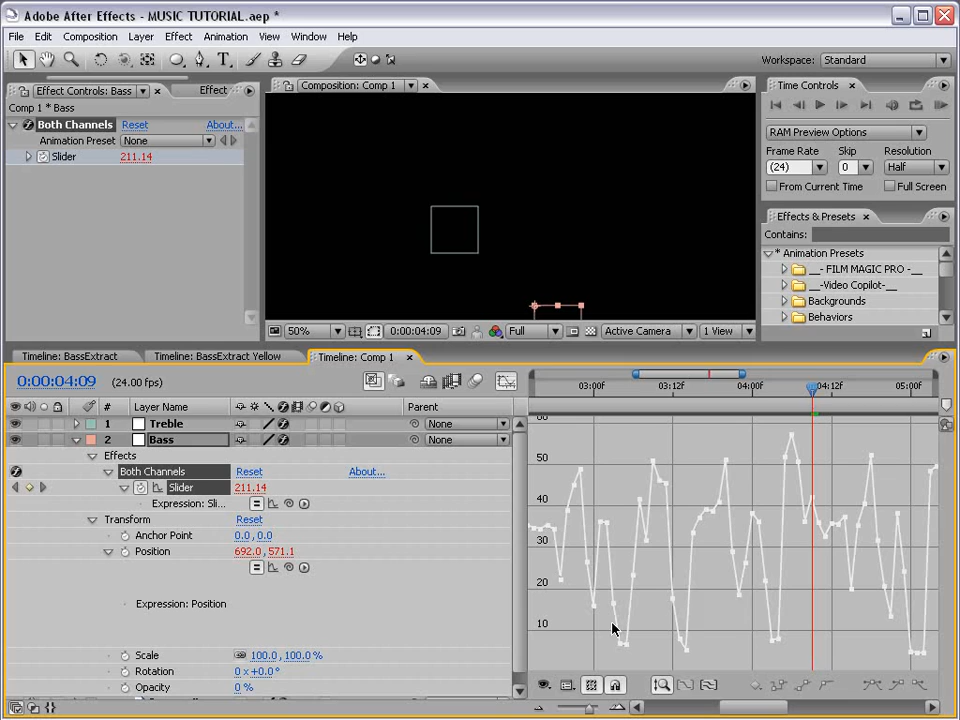 Adobe After Effects - MUSIC TUTORIAL.aep *
File Edit Composition Layer Effect Animation View Window Help
Workspace: Standard
Effect Controls: Bass Effect
Comp 1 * Bass
Both Channels Reset About...
Animation Preset None
Slider 211.14
Composition: Comp 1
50% 0:00:04:09 Full Active Camera 1 View
Time Controls
RAM Preview Options
Frame Rate Skip Resolution
(24) 0 Half
From Current Time Full Screen
Effects & Presets
Contains:
* Animation Presets
__- FILM MAGIC PRO -__
__-Video Copilot-__
Backgrounds
Behaviors
Timeline: BassExtract Timeline: BassExtract Yellow Timeline: Comp 1
0:00:04:09 (24.00 fps)
03:00f 03:12f 04:00f 04:12f 05:00f
# Layer Name Parent
1 Treble None
2 Bass None
Effects
Both Channels Reset About...
Slider 211.14
Expression: Sli...
Transform Reset
Anchor Point 0.0, 0.0
Position 692.0, 571.1
Expression: Position
Scale 100.0, 100.0 %
Rotation 0 x+0.0°
Opacity 0 %
60
50
40
30
20
10